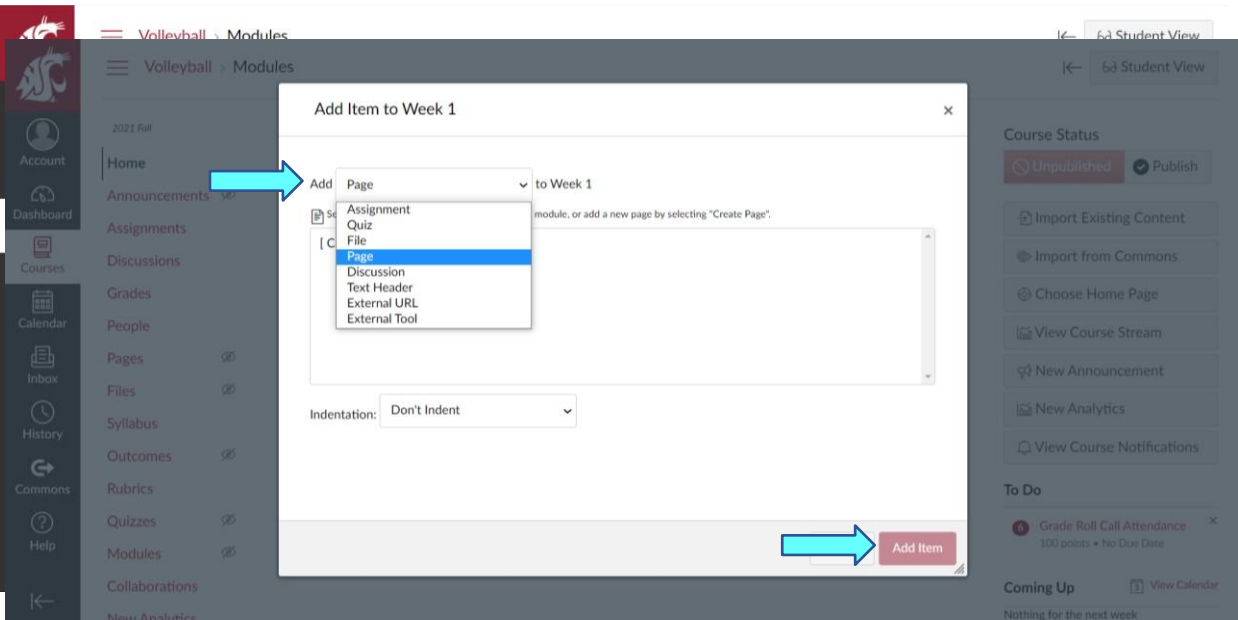 Volleyball > Modules
Student View
Volleyball > Modules
Student View
Account
Dashboard
Courses
Calendar
Inbox
History
Commons
Help
2021 Fall
Home
Announcements
Assignments
Discussions
Grades
People
Pages
Files
Syllabus
Outcomes
Rubrics
Quizzes
Modules
Collaborations
New Analytics
Add Item to Week 1
Add Page to Week 1
module, or add a new page by selecting "Create Page".
Assignment
Quiz
File
Page
Discussion
Text Header
External URL
External Tool
[ C
Indentation: Don't Indent
Add Item
Course Status
Unpublished Publish
Import Existing Content
Import from Commons
Choose Home Page
View Course Stream
New Announcement
New Analytics
View Course Notifications
To Do
6 Grade Roll Call Attendance
100 points • No Due Date
Coming Up View Calendar
Nothing for the next week